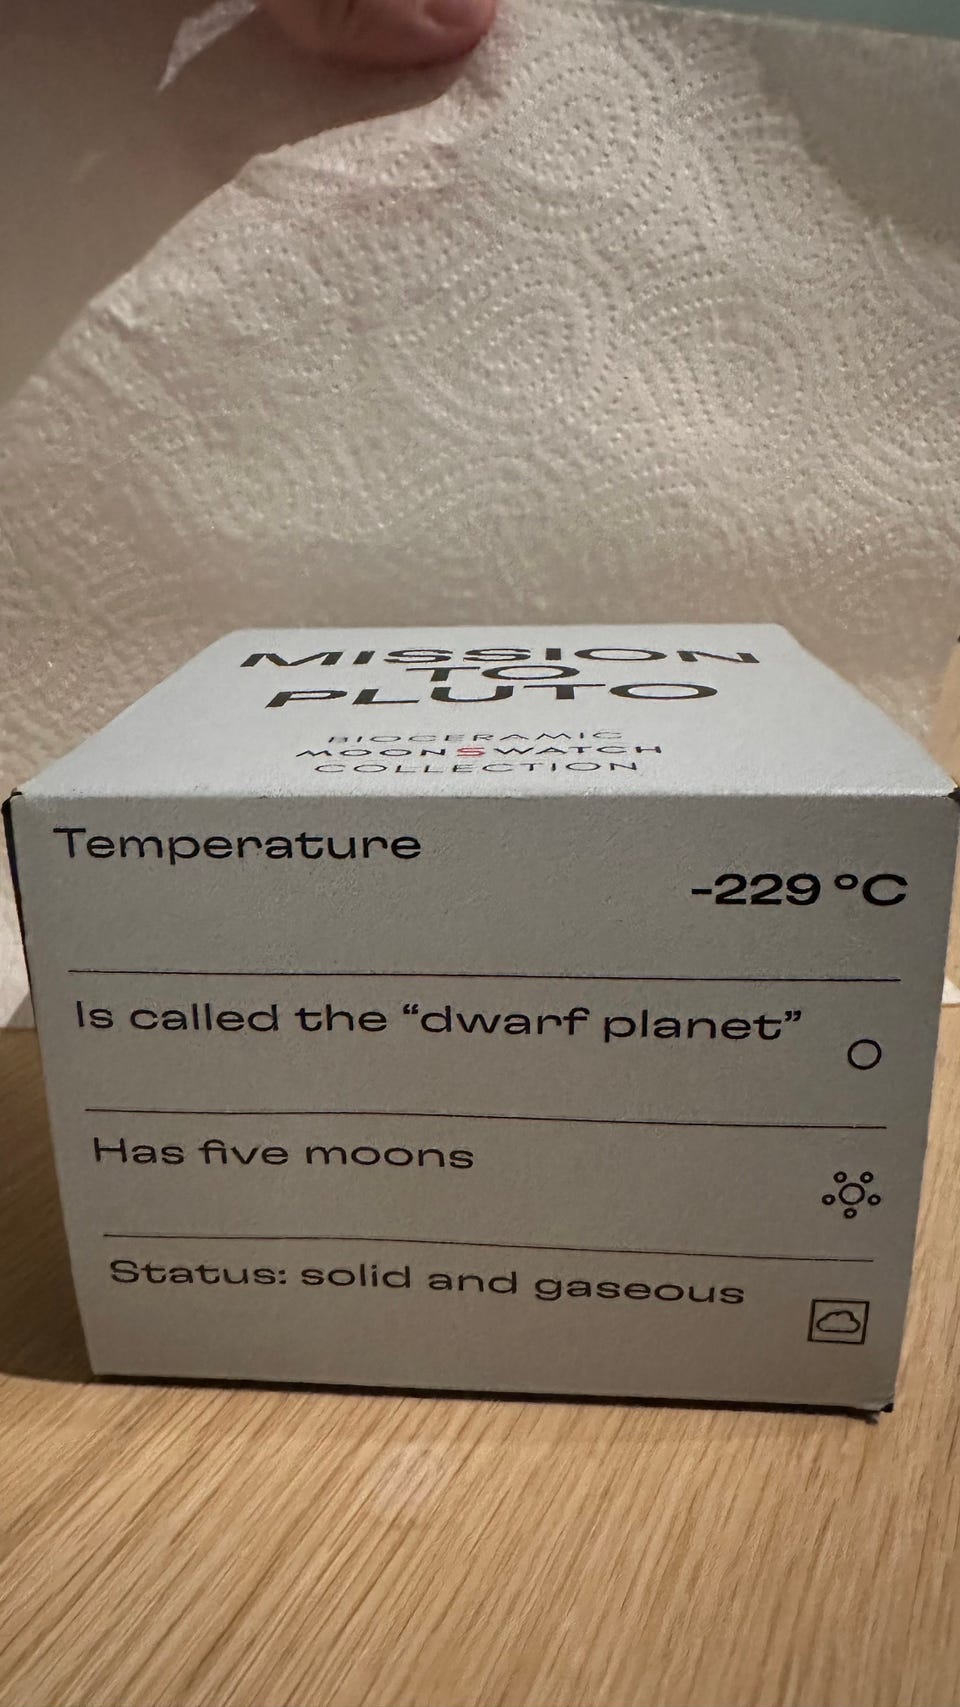 MISSION
TO
PLUTO
BIOCERAMIC
MOONSWATCH
COLLECTION
Temperature
-229 °C
Is called the “dwarf planet”
Has five moons
Status: solid and gaseous